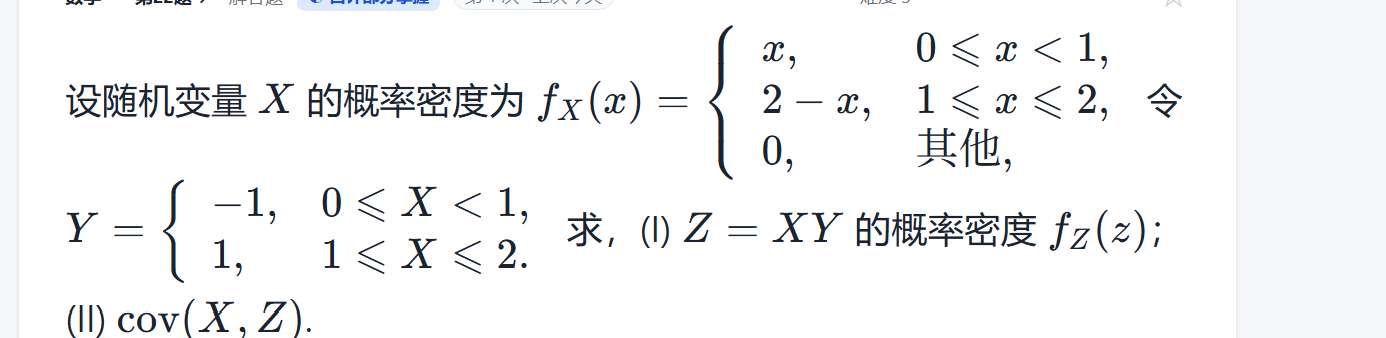 设随机变量 X 的概率密度为 f_X(x) = { x, 0 ⩽ x < 1, 2 − x, 1 ⩽ x ⩽ 2, 0, 其他, 令
Y = { −1, 0 ⩽ X < 1, 1, 1 ⩽ X ⩽ 2. 求，(I) Z = XY 的概率密度 f_Z(z)；
(II) cov(X, Z).